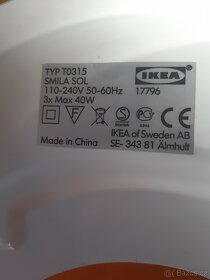 TYP T0315
SMILA SOL
110-240V 50-60Hz
3x Max 40W
IKEA
17796
IKEA of Sweden AB
Made in China
SE- 343 81 Älmhult